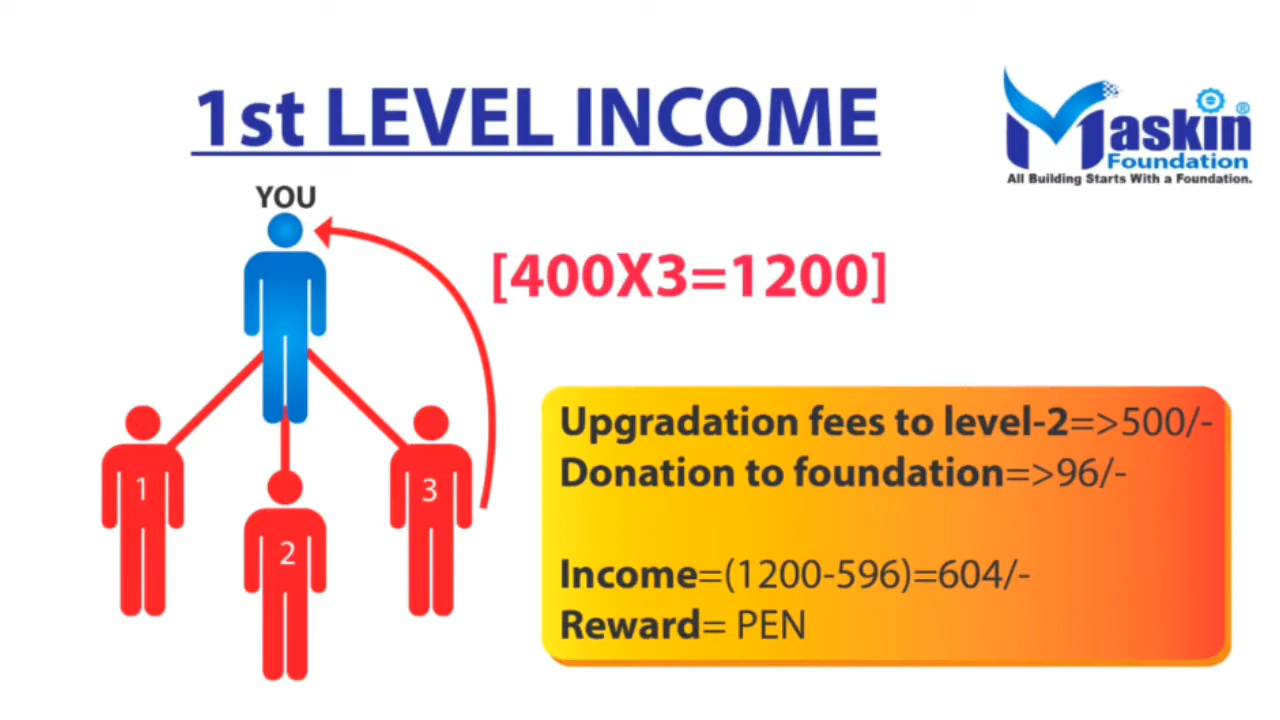 1st LEVEL INCOME
Maskin
Foundation
®
All Building Starts With a Foundation.
YOU
[400X3=1200]
1
2
3
Upgradation fees to level-2=>500/-
Donation to foundation=>96/-
Income=(1200-596)=604/-
Reward= PEN